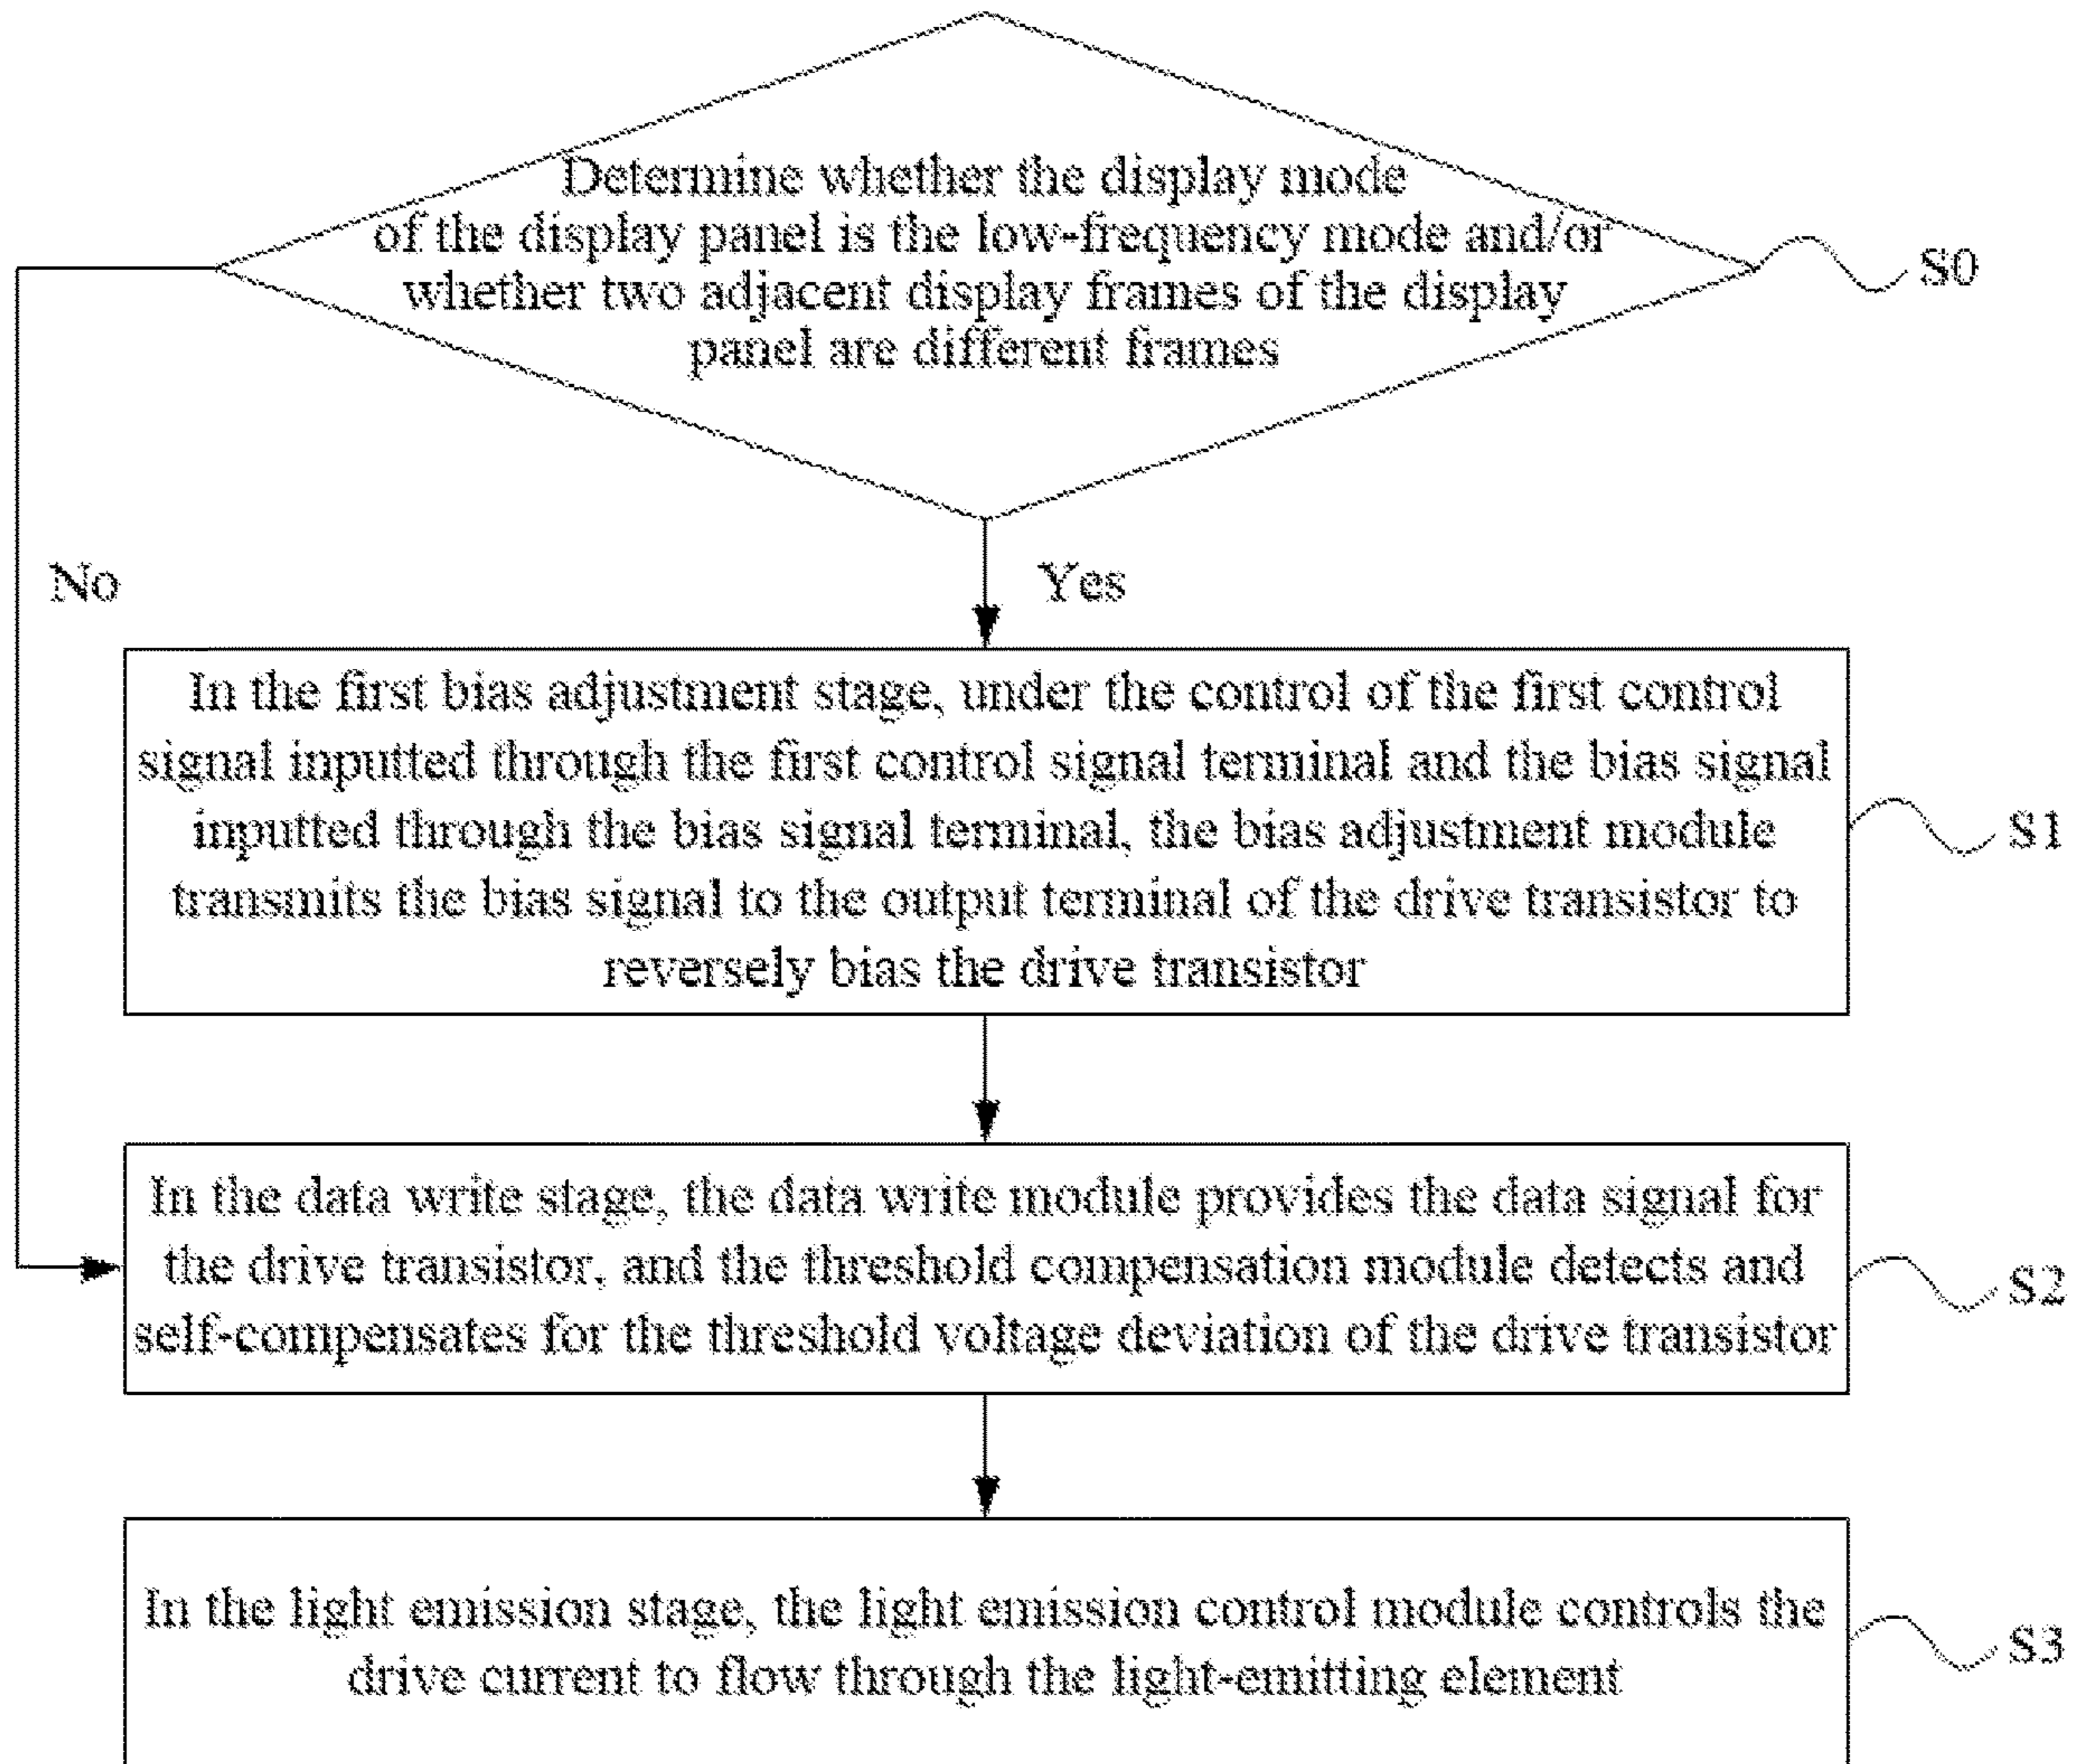 Determine whether the display mode
of the display panel is the low-frequency mode and/or
whether two adjacent display frames of the display
panel are different frames
S0
No
Yes
In the first bias adjustment stage, under the control of the first control
signal inputted through the first control signal terminal and the bias signal
inputted through the bias signal terminal, the bias adjustment module
transmits the bias signal to the output terminal of the drive transistor to
reversely bias the drive transistor
S1
In the data write stage, the data write module provides the data signal for
the drive transistor, and the threshold compensation module detects and
self-compensates for the threshold voltage deviation of the drive transistor
S2
In the light emission stage, the light emission control module controls the
drive current to flow through the light-emitting element
S3